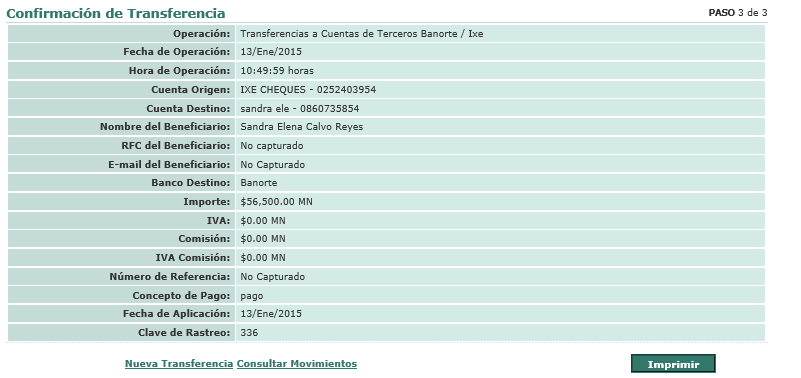 Confirmación de Transferencia PASO 3 de 3
Operación: Transferencias a Cuentas de Terceros Banorte / Ixe
Fecha de Operación: 13/Ene/2015
Hora de Operación: 10:49:59 horas
Cuenta Origen: IXE CHEQUES - 0252403954
Cuenta Destino: sandra ele - 0860735854
Nombre del Beneficiario: Sandra Elena Calvo Reyes
RFC del Beneficiario: No capturado
E-mail del Beneficiario: No Capturado
Banco Destino: Banorte
Importe: $56,500.00 MN
IVA: $0.00 MN
Comisión: $0.00 MN
IVA Comisión: $0.00 MN
Número de Referencia: No Capturado
Concepto de Pago: pago
Fecha de Aplicación: 13/Ene/2015
Clave de Rastreo: 336
Nueva Transferencia Consultar Movimientos Imprimir